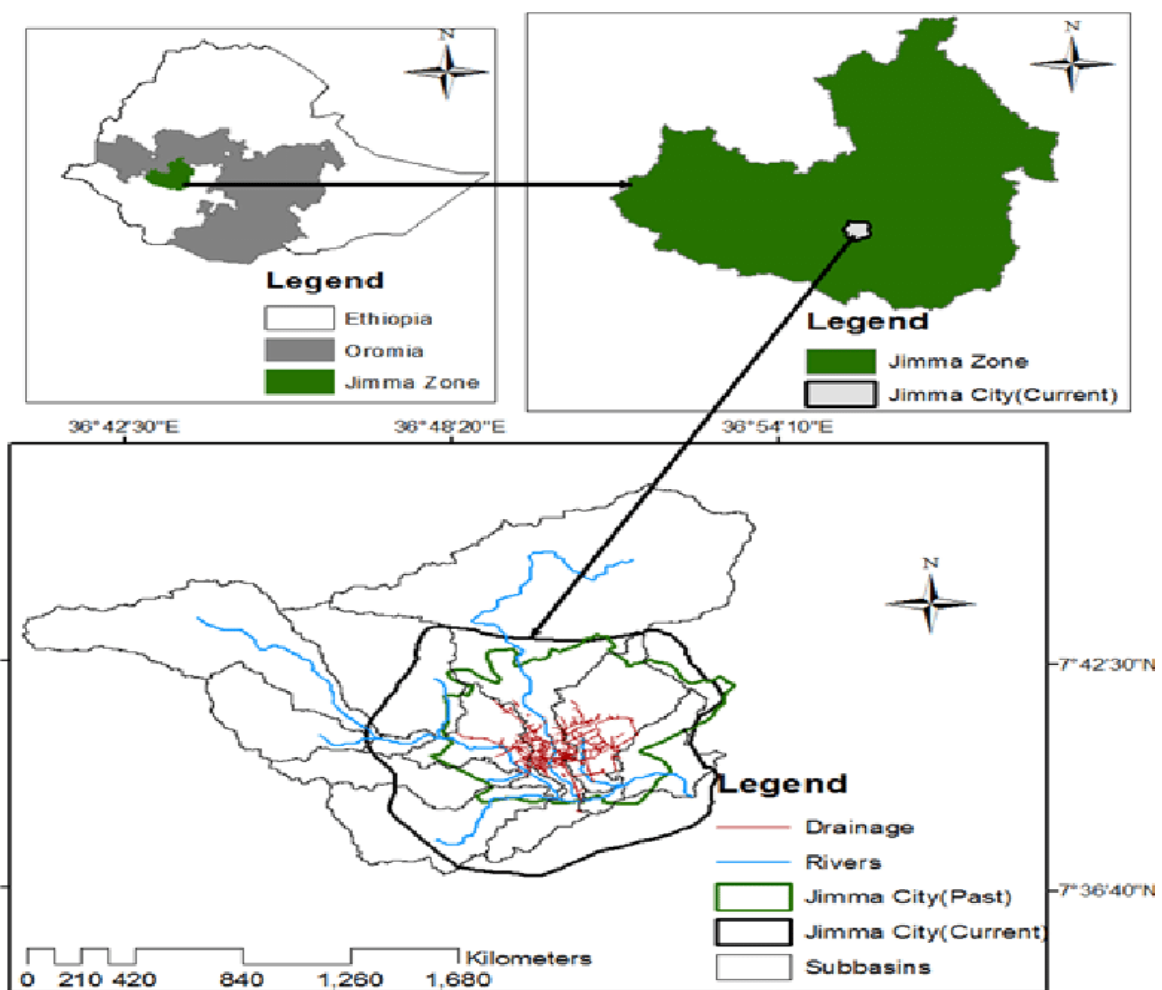 N
Legend
Ethiopia
Oromia
Jimma Zone
N
Legend
Jimma Zone
Jimma City(Current)
36°42'30"E 36°48'20"E 36°54'10"E
N
7°42'30"N
7°36'40"N
Legend
Drainage
Rivers
Jimma City(Past)
Jimma City(Current)
Subbasins
Kilometers
0 210 420 840 1,260 1,680